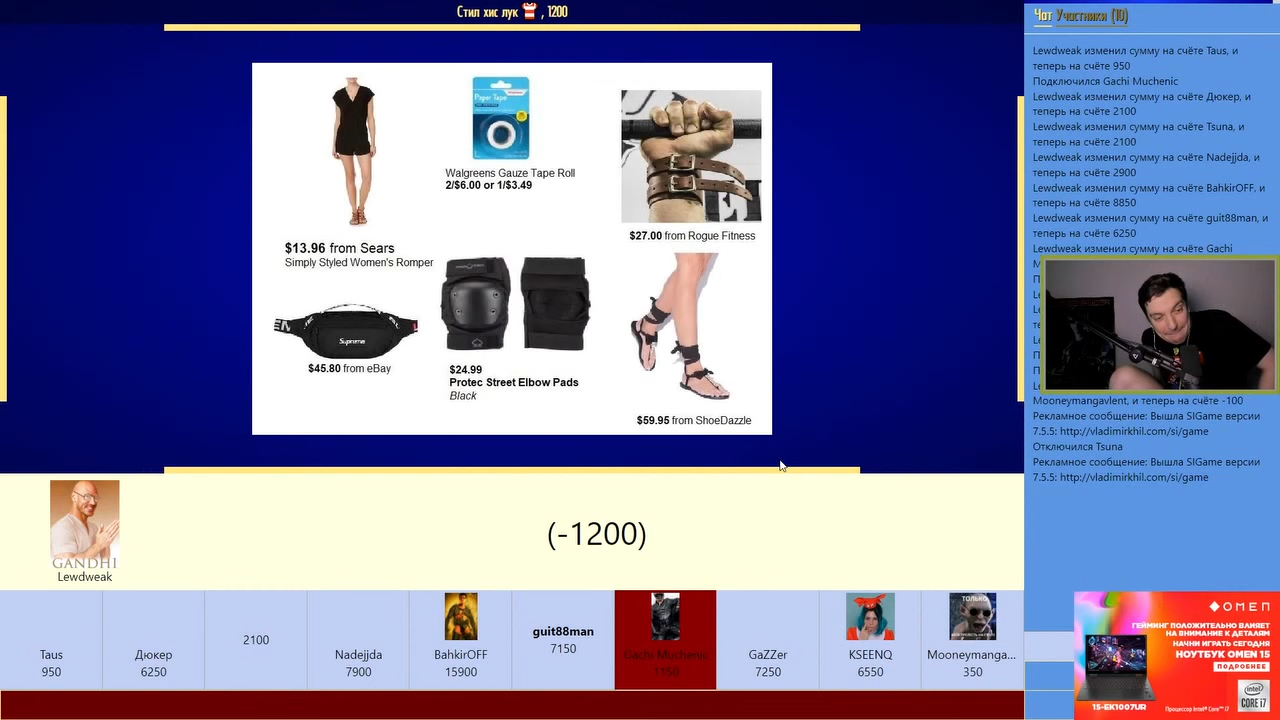 Стил хис лук , 1200
Paper Tape
Walgreens Gauze Tape Roll
2/$6.00 or 1/$3.49
$27.00 from Rogue Fitness
$13.96 from Sears
Simply Styled Women's Romper
Supreme
$45.80 from eBay
$24.99
Protec Street Elbow Pads
Black
$59.95 from ShoeDazzle
GANDHI
Lewdweak
(-1200)
Taus
950
Дюкер
6250
2100
Nadejjda
7900
BahkirOFF
15900
guit88man
7150
Gachi Muchenic
1150
GaZZer
7250
KSEENQ
6550
ТОЛЬКО
Mooneymanga...
350
Чат Участники (10)
Lewdweak изменил сумму на счёте Taus, и
теперь на счёте 950
Подключился Gachi Muchenic
Lewdweak изменил сумму на счёте Дюкер, и
теперь на счёте 2100
Lewdweak изменил сумму на счёте Tsuna, и
теперь на счёте 2100
Lewdweak изменил сумму на счёте Nadejjda, и
теперь на счёте 2900
Lewdweak изменил сумму на счёте BahkirOFF, и
теперь на счёте 8850
Lewdweak изменил сумму на счёте guit88man, и
теперь на счёте 6250
Lewdweak изменил сумму на счёте Gachi
Mooneymangavlent, и теперь на счёте -100
Рекламное сообщение: Вышла SIGame версии
7.5.5: http://vladimirkhil.com/si/game
Отключился Tsuna
Рекламное сообщение: Вышла SIGame версии
7.5.5: http://vladimirkhil.com/si/game
ОМЕП
ГЕЙМИНГ ПОЛОЖИТЕЛЬНО ВЛИЯЕТ
НА ВНИМАНИЕ К ДЕТАЛЯМ
НАЧНИ ИГРАТЬ СЕГОДНЯ
НОУТБУК OMEN 15
ПОДРОБНЕЕ
15-EK1007UR
Процессор Intel® Core™ i7
intel
CORE i7